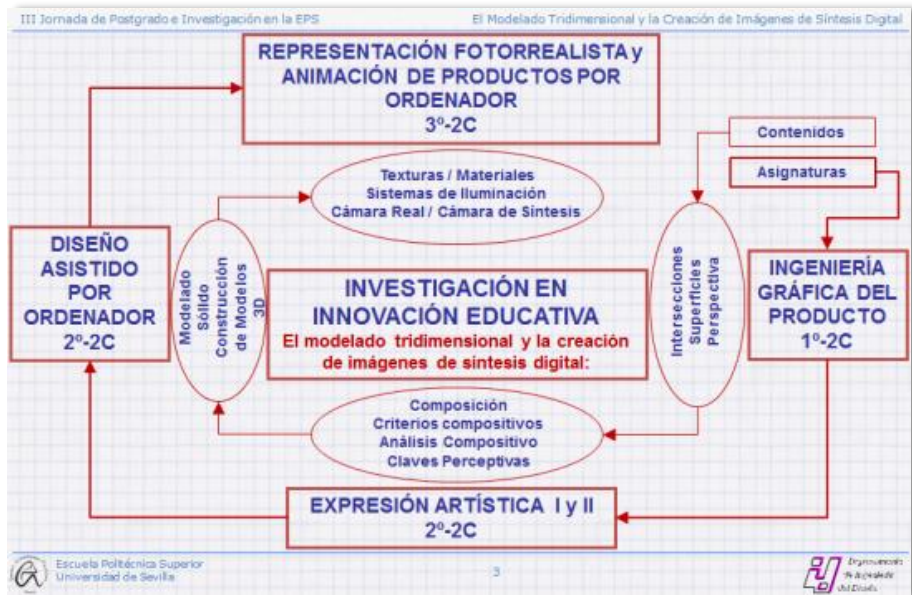 III Jornada de Postgrado e Investigación en la EPS
El Modelado Tridimensional y la Creación de Imágenes de Síntesis Digital
REPRESENTACIÓN FOTORREALISTA y
ANIMACIÓN DE PRODUCTOS POR
ORDENADOR
3º-2C
Contenidos
Asignaturas
Texturas / Materiales
Sistemas de Iluminación
Cámara Real / Cámara de Síntesis
DISEÑO
ASISTIDO
POR
ORDENADOR
2º-2C
Modelado
Sólido
Construcción
de Modelos
3D
INVESTIGACIÓN EN
INNOVACIÓN EDUCATIVA
El modelado tridimensional y la creación
de imágenes de síntesis digital:
Intersecciones
Superficies
Perspectiva
INGENIERÍA
GRÁFICA DEL
PRODUCTO
1º-2C
Composición
Criterios compositivos
Análisis Compositivo
Claves Perceptivas
EXPRESIÓN ARTÍSTICA I y II
2º-2C
Escuela Politécnica Superior
Universidad de Sevilla
3
del Diseño